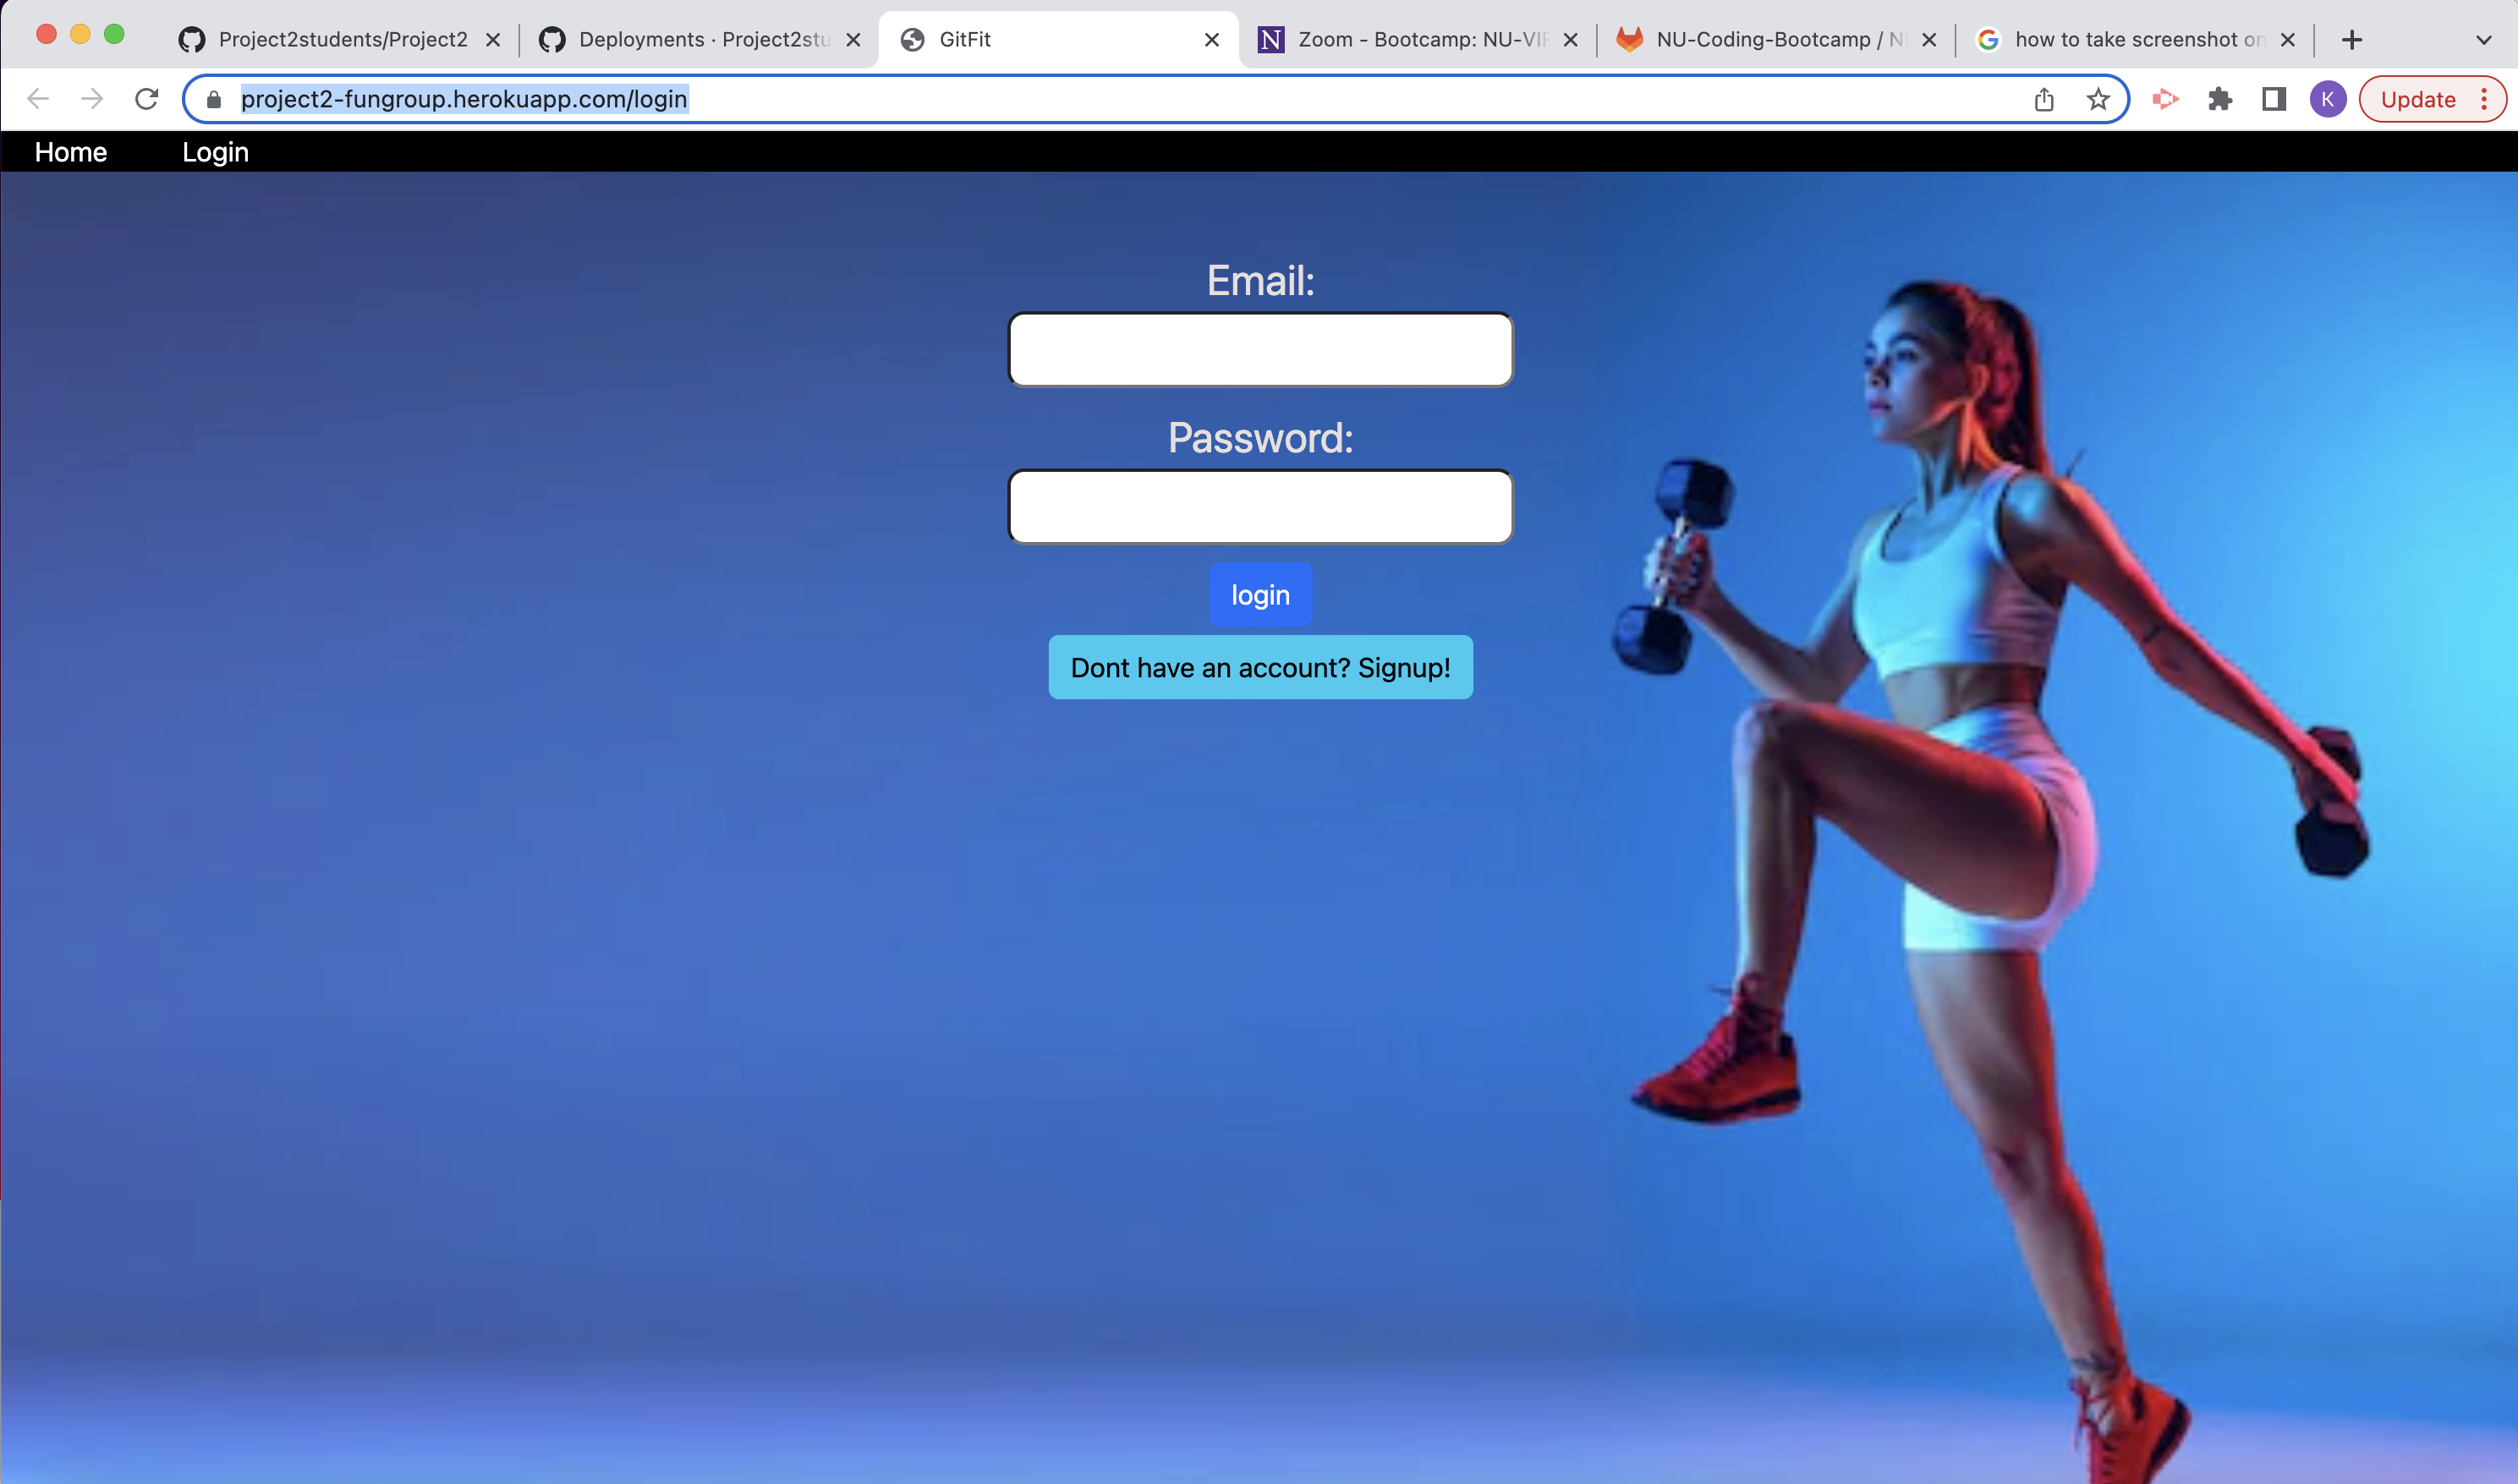 Project2students/Project2
Deployments · Project2stu
GitFit
N Zoom - Bootcamp: NU-VI
NU-Coding-Bootcamp / N
G how to take screenshot on
project2-fungroup.herokuapp.com/login
K
Update
Home Login
Email:
Password:
login
Dont have an account? Signup!